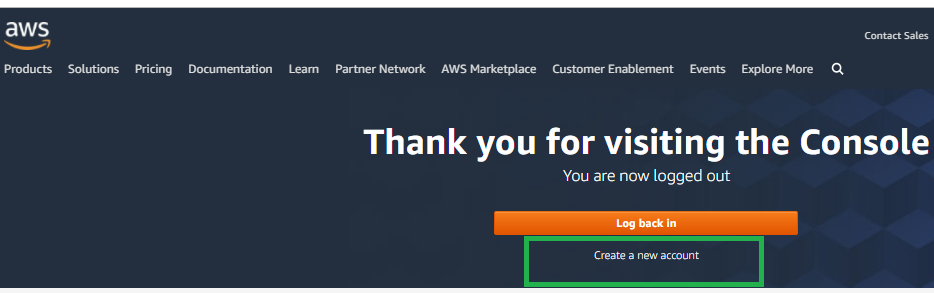 aws
Contact Sales
Products Solutions Pricing Documentation Learn Partner Network AWS Marketplace Customer Enablement Events Explore More
Thank you for visiting the Console
You are now logged out
Log back in
Create a new account